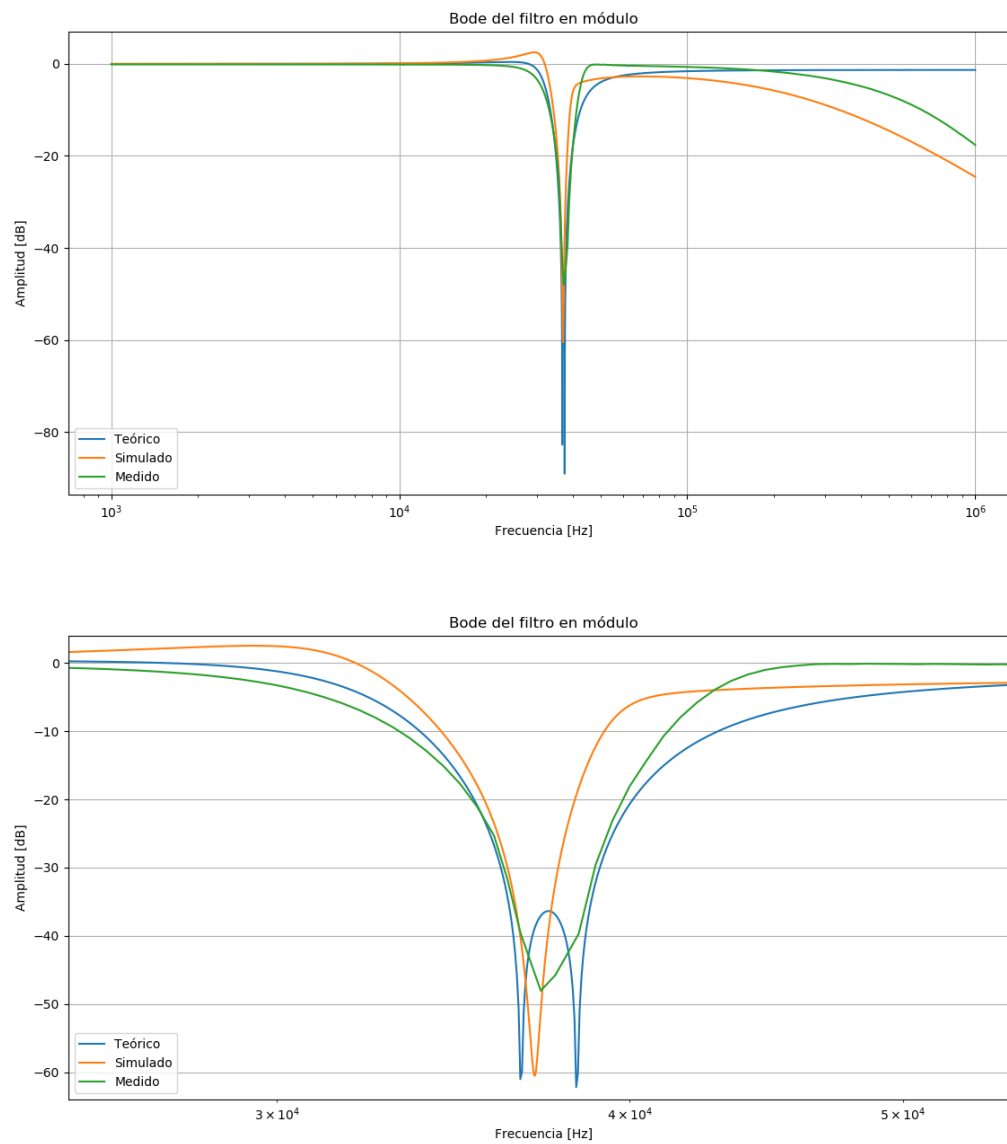 Bode del filtro en módulo
Amplitud [dB]
0
−20
−40
−60
−80
Teórico
Simulado
Medido
10³ 10⁴ 10⁵ 10⁶
Frecuencia [Hz]
Bode del filtro en módulo
Amplitud [dB]
0
−10
−20
−30
−40
−50
−60
Teórico
Simulado
Medido
3 × 10⁴ 4 × 10⁴ 5 × 10⁴
Frecuencia [Hz]